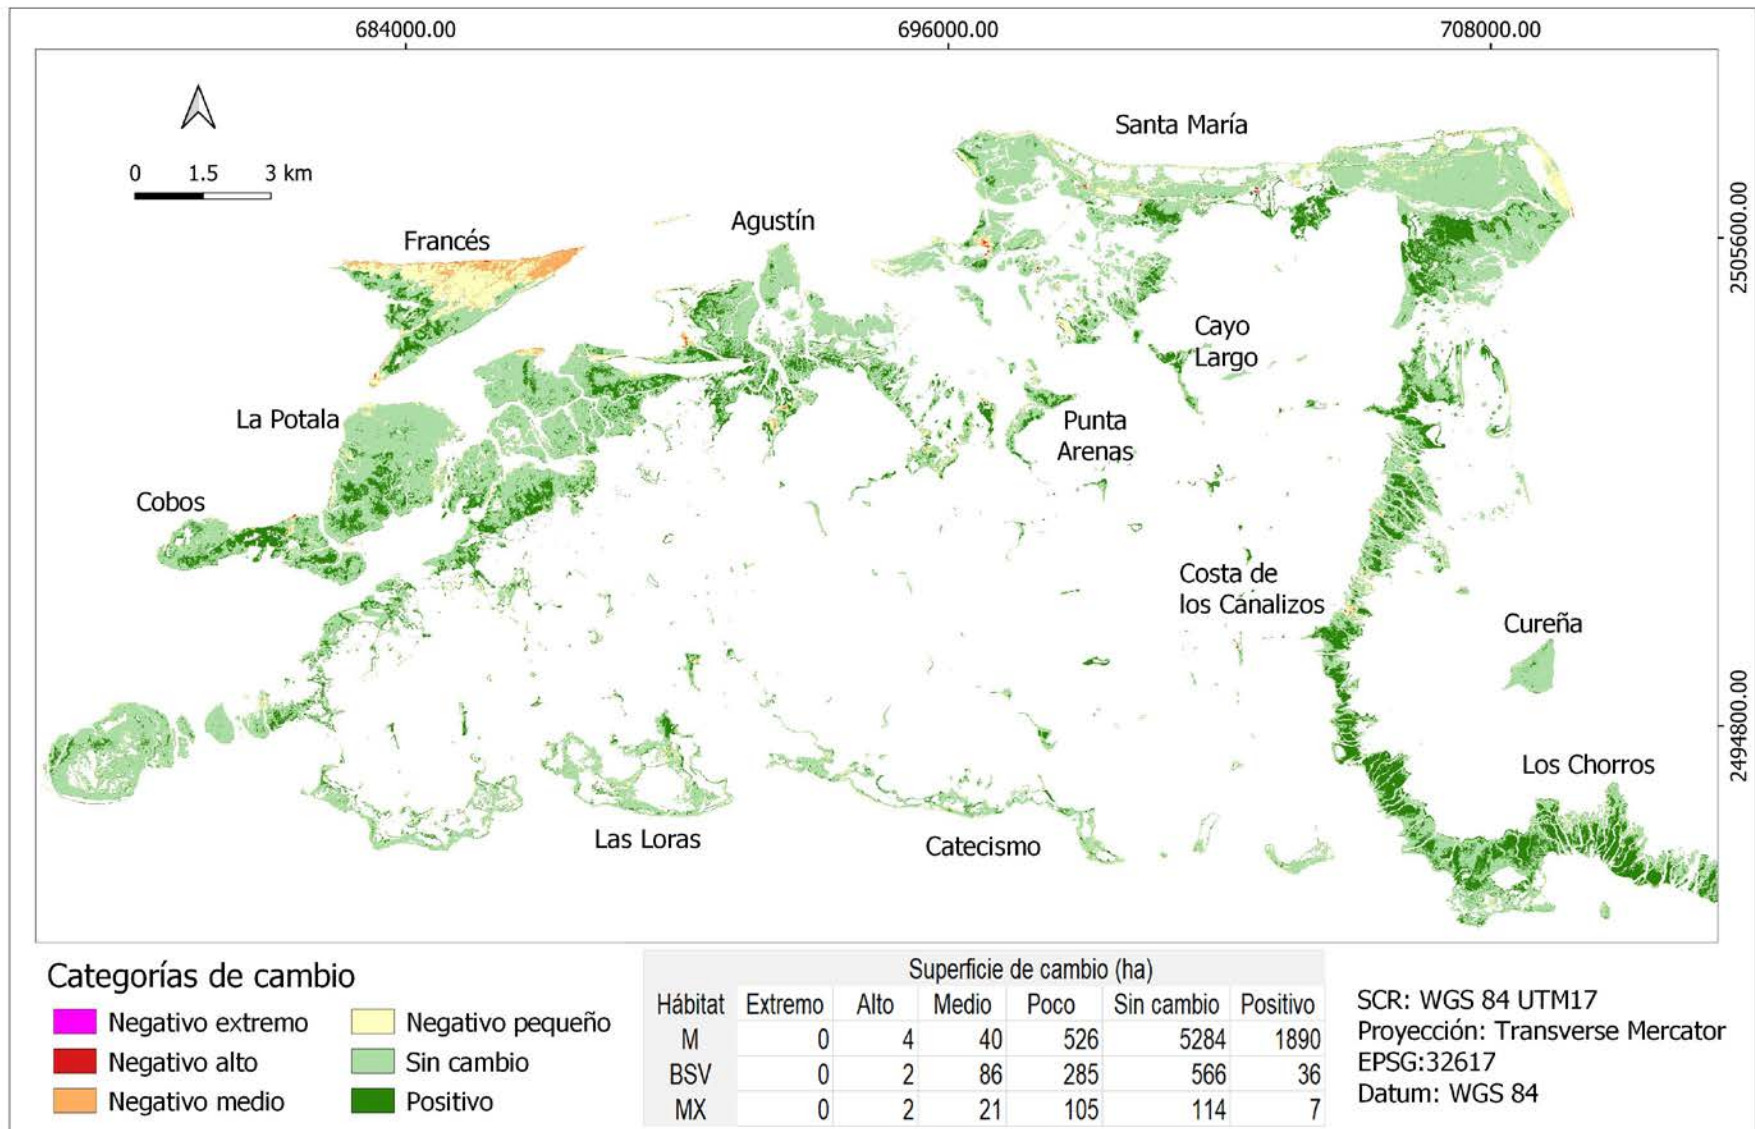 684000.00 696000.00 708000.00
0 1.5 3 km
Santa María
Agustín
Francés
2505600.00
Cayo
Largo
La Potala
Punta
Arenas
Cobos
Costa de
los Canalizos
Cureña
2494800.00
Los Chorros
Las Loras
Catecismo
Categorías de cambio
Negativo extremo
Negativo alto
Negativo medio
Negativo pequeño
Sin cambio
Positivo
Superficie de cambio (ha)
Hábitat Extremo Alto Medio Poco Sin cambio Positivo
M 0 4 40 526 5284 1890
BSV 0 2 86 285 566 36
MX 0 2 21 105 114 7
SCR: WGS 84 UTM17
Proyección: Transverse Mercator
EPSG:32617
Datum: WGS 84